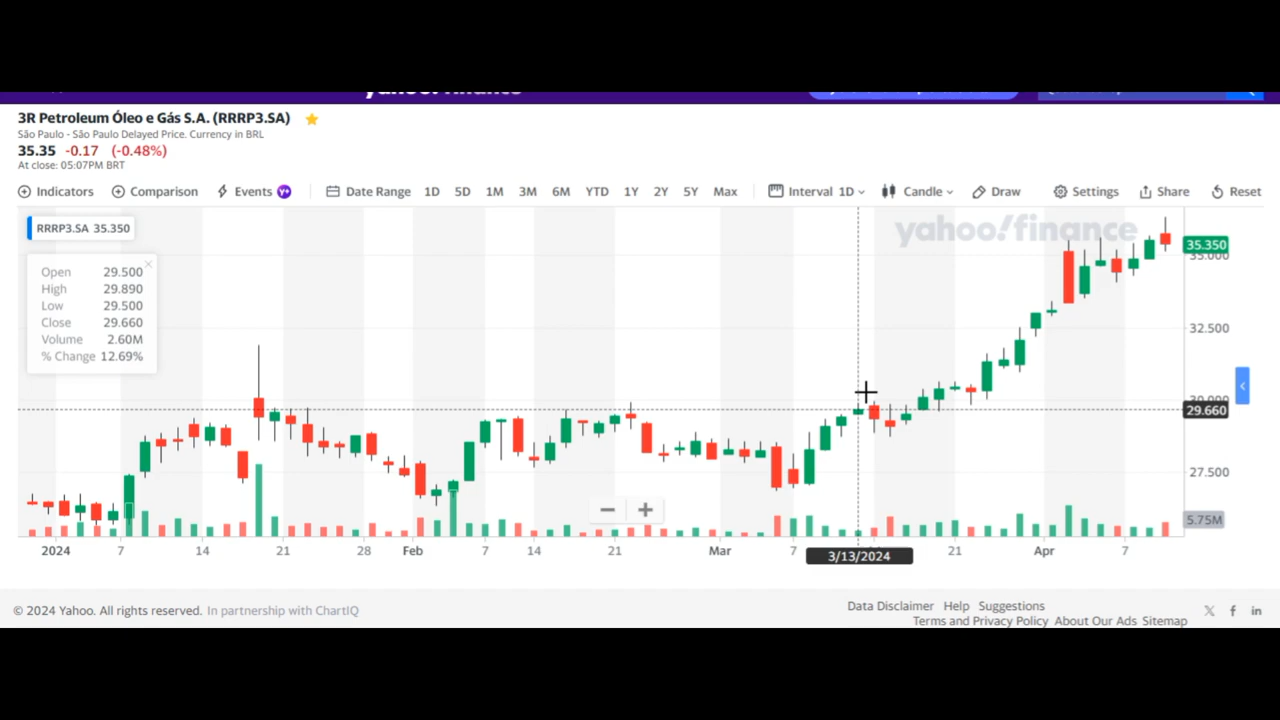 3R Petroleum Óleo e Gás S.A. (RRRP3.SA)
São Paulo - São Paulo Delayed Price. Currency in BRL
35.35 -0.17 (-0.48%)
At close: 05:07PM BRT
Indicators Comparison Events Y+ Date Range 1D 5D 1M 3M 6M YTD 1Y 2Y 5Y Max Interval 1D Candle Draw Settings Share Reset
RRRP3.SA 35.350
yahoo!finance
Open 29.500
High 29.890
Low 29.500
Close 29.660
Volume 2.60M
% Change 12.69%
35.350
35.000
32.500
30.000
29.660
27.500
5.75M
2024 7 14 21 28 Feb 7 14 21 Mar 7 3/13/2024 21 Apr 7
© 2024 Yahoo. All rights reserved. In partnership with ChartIQ
Data Disclaimer Help Suggestions
Terms and Privacy Policy About Our Ads Sitemap